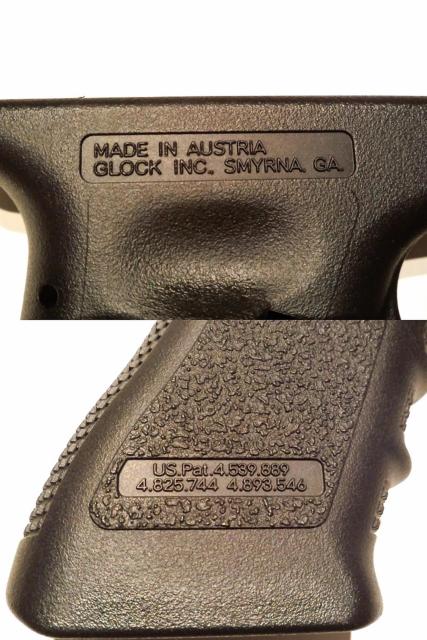 MADE IN AUSTRIA
GLOCK INC., SMYRNA, GA.
US.Pat.4.539.889
4.825.744 4.893.546